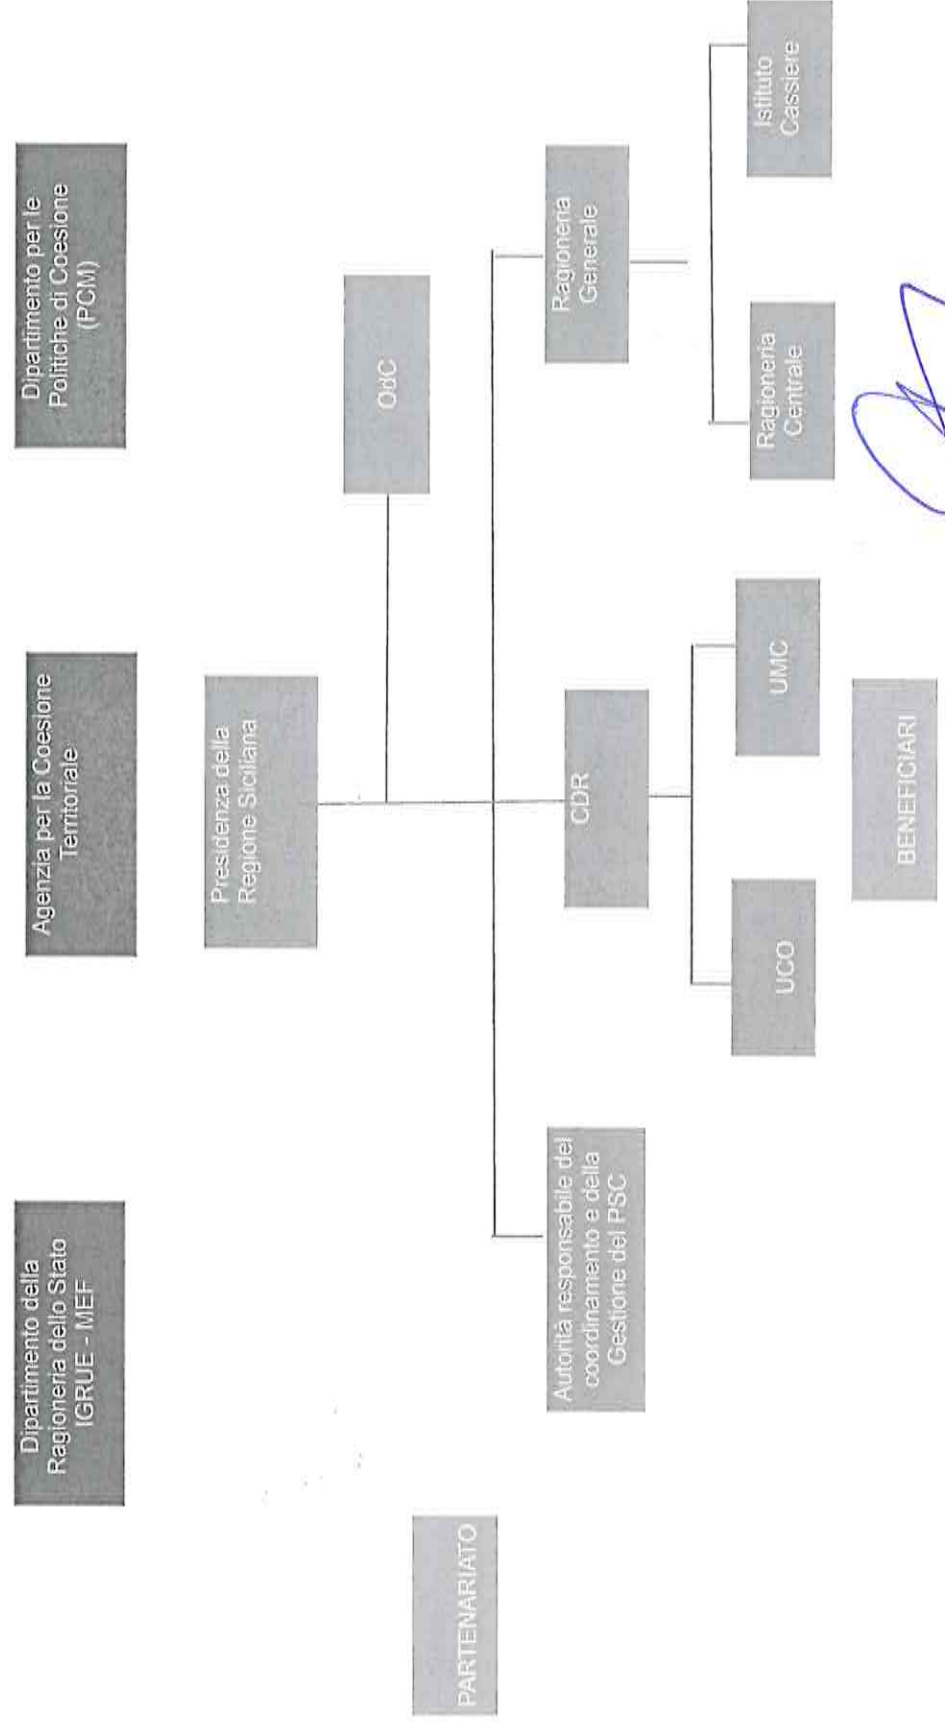 Dipartimento della
Ragioneria dello Stato
IGRUE - MEF
Agenzia per la Coesione
Territoriale
Dipartimento per le
Politiche di Coesione
(PCM)
Presidenza della
Regione Siciliana
OdC
PARTENARIATO
Autorità responsabile del
coordinamento e della
Gestione del PSC
CDR
Ragioneria
Generale
UCO
UMC
Ragioneria
Centrale
Istituto
Cassiere
BENEFICIARI